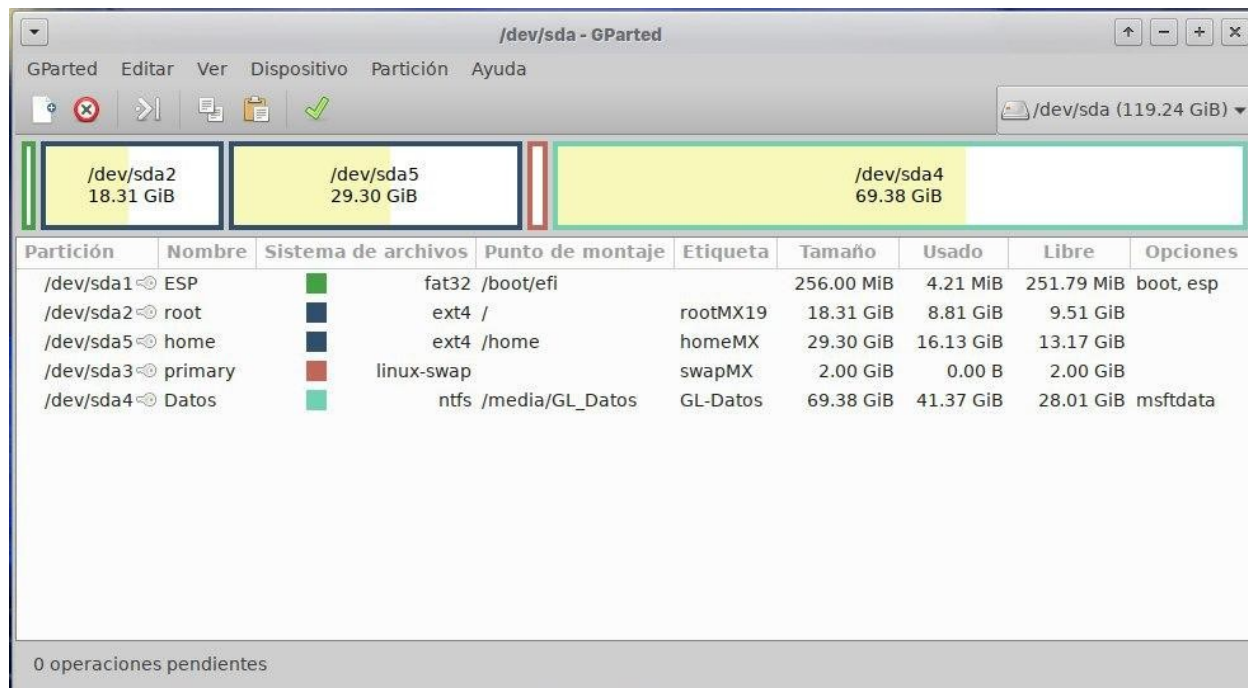 /dev/sda - GParted
GParted Editar Ver Dispositivo Partición Ayuda
/dev/sda (119.24 GiB)
/dev/sda2 /dev/sda5 /dev/sda4
18.31 GiB 29.30 GiB 69.38 GiB
Partición Nombre Sistema de archivos Punto de montaje Etiqueta Tamaño Usado Libre Opciones
/dev/sda1 ESP fat32 /boot/efi 256.00 MiB 4.21 MiB 251.79 MiB boot, esp
/dev/sda2 root ext4 / rootMX19 18.31 GiB 8.81 GiB 9.51 GiB
/dev/sda5 home ext4 /home homeMX 29.30 GiB 16.13 GiB 13.17 GiB
/dev/sda3 primary linux-swap swapMX 2.00 GiB 0.00 B 2.00 GiB
/dev/sda4 Datos ntfs /media/GL_Datos GL-Datos 69.38 GiB 41.37 GiB 28.01 GiB msftdata
0 operaciones pendientes